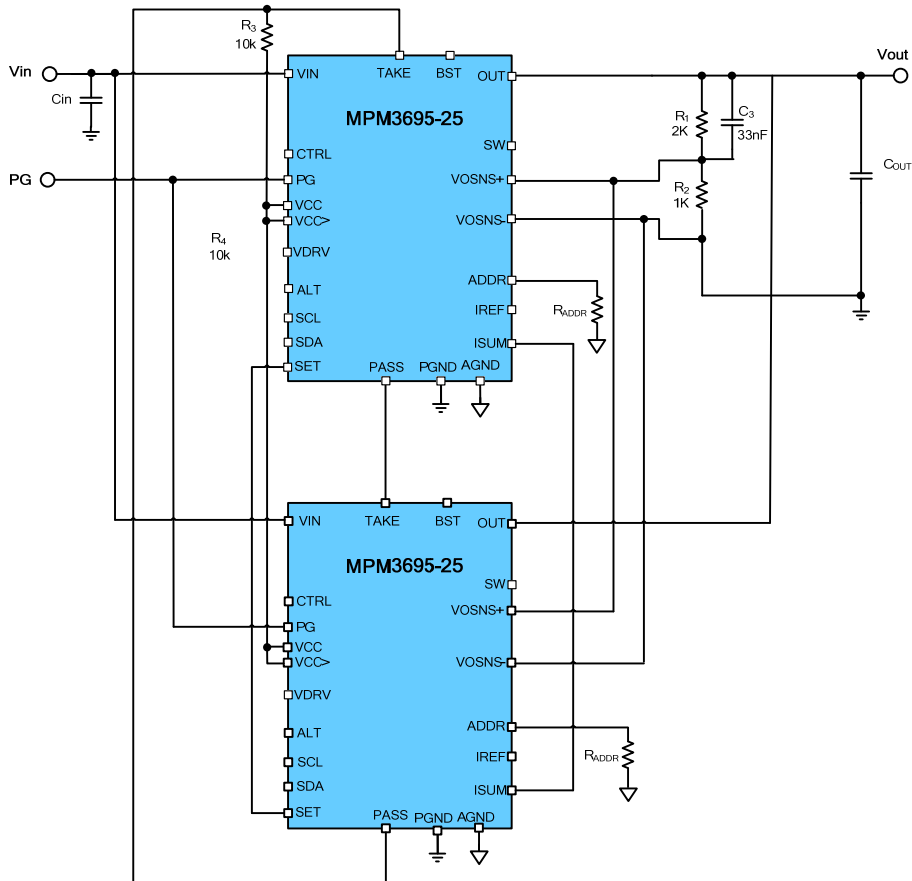 R3
10k
Vin
Cin
PG
R4
10k
VIN
TAKE
BST
OUT
MPM3695-25
CTRL
PG
VCC
VCC>
VDRV
ALT
SCL
SDA
SET
PASS
PGND
AGND
SW
VOSNS+
VOSNS-
ADDR
IREF
ISUM
RADDR
R1
2K
C3
33nF
R2
1K
Vout
COUT
VIN
TAKE
BST
OUT
MPM3695-25
CTRL
PG
VCC
VCC>
VDRV
ALT
SCL
SDA
SET
PASS
PGND
AGND
SW
VOSNS+
VOSNS-
ADDR
IREF
ISUM
RADDR